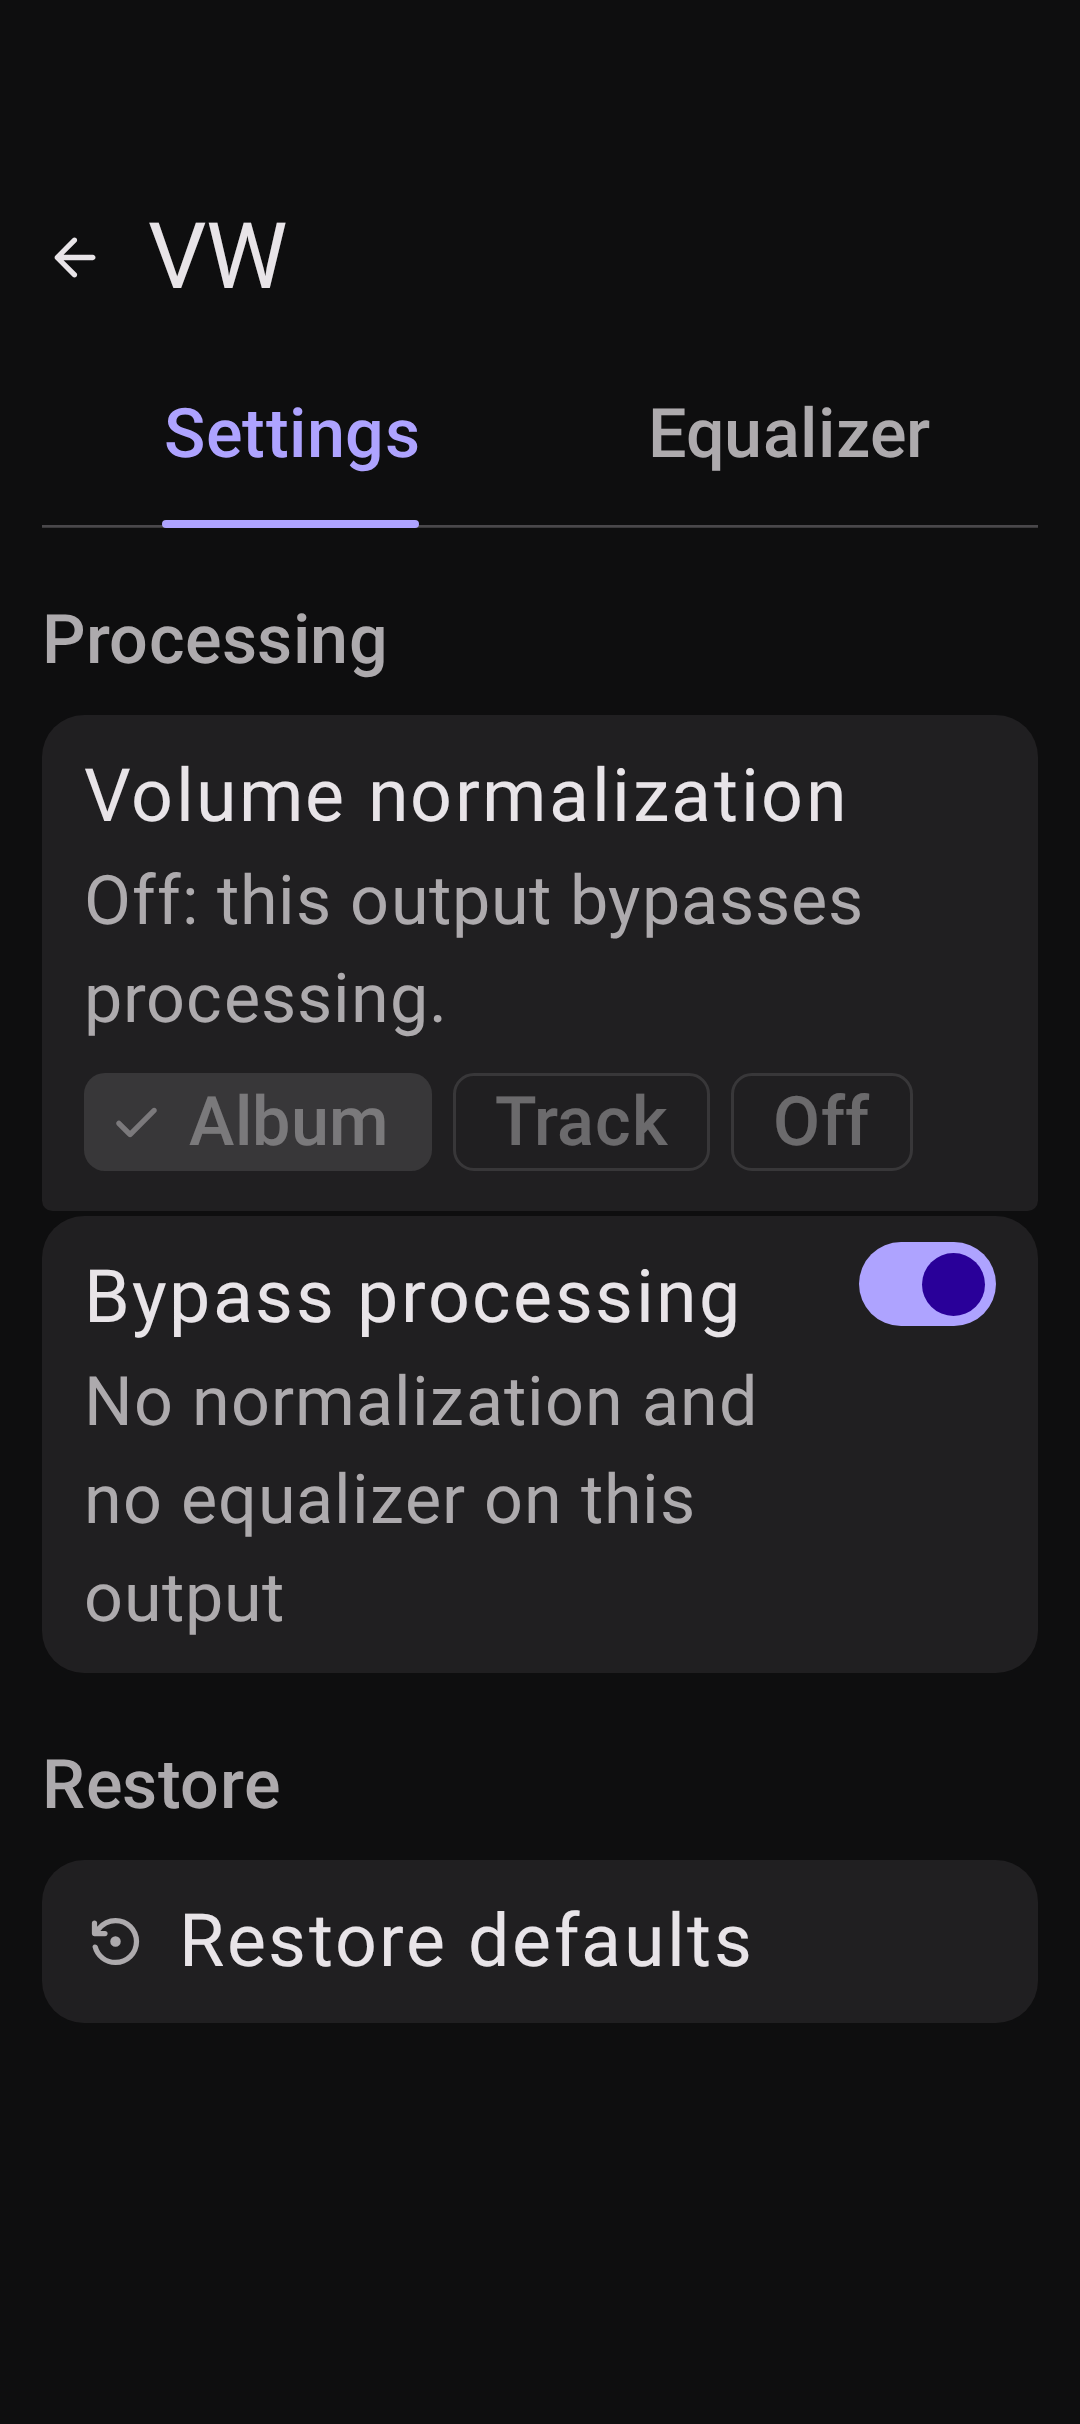 VW
Settings
Equalizer
Processing
Volume normalization
Off: this output bypasses
processing.
Album
Track
Off
Bypass processing
No normalization and
no equalizer on this
output
Restore
Restore defaults